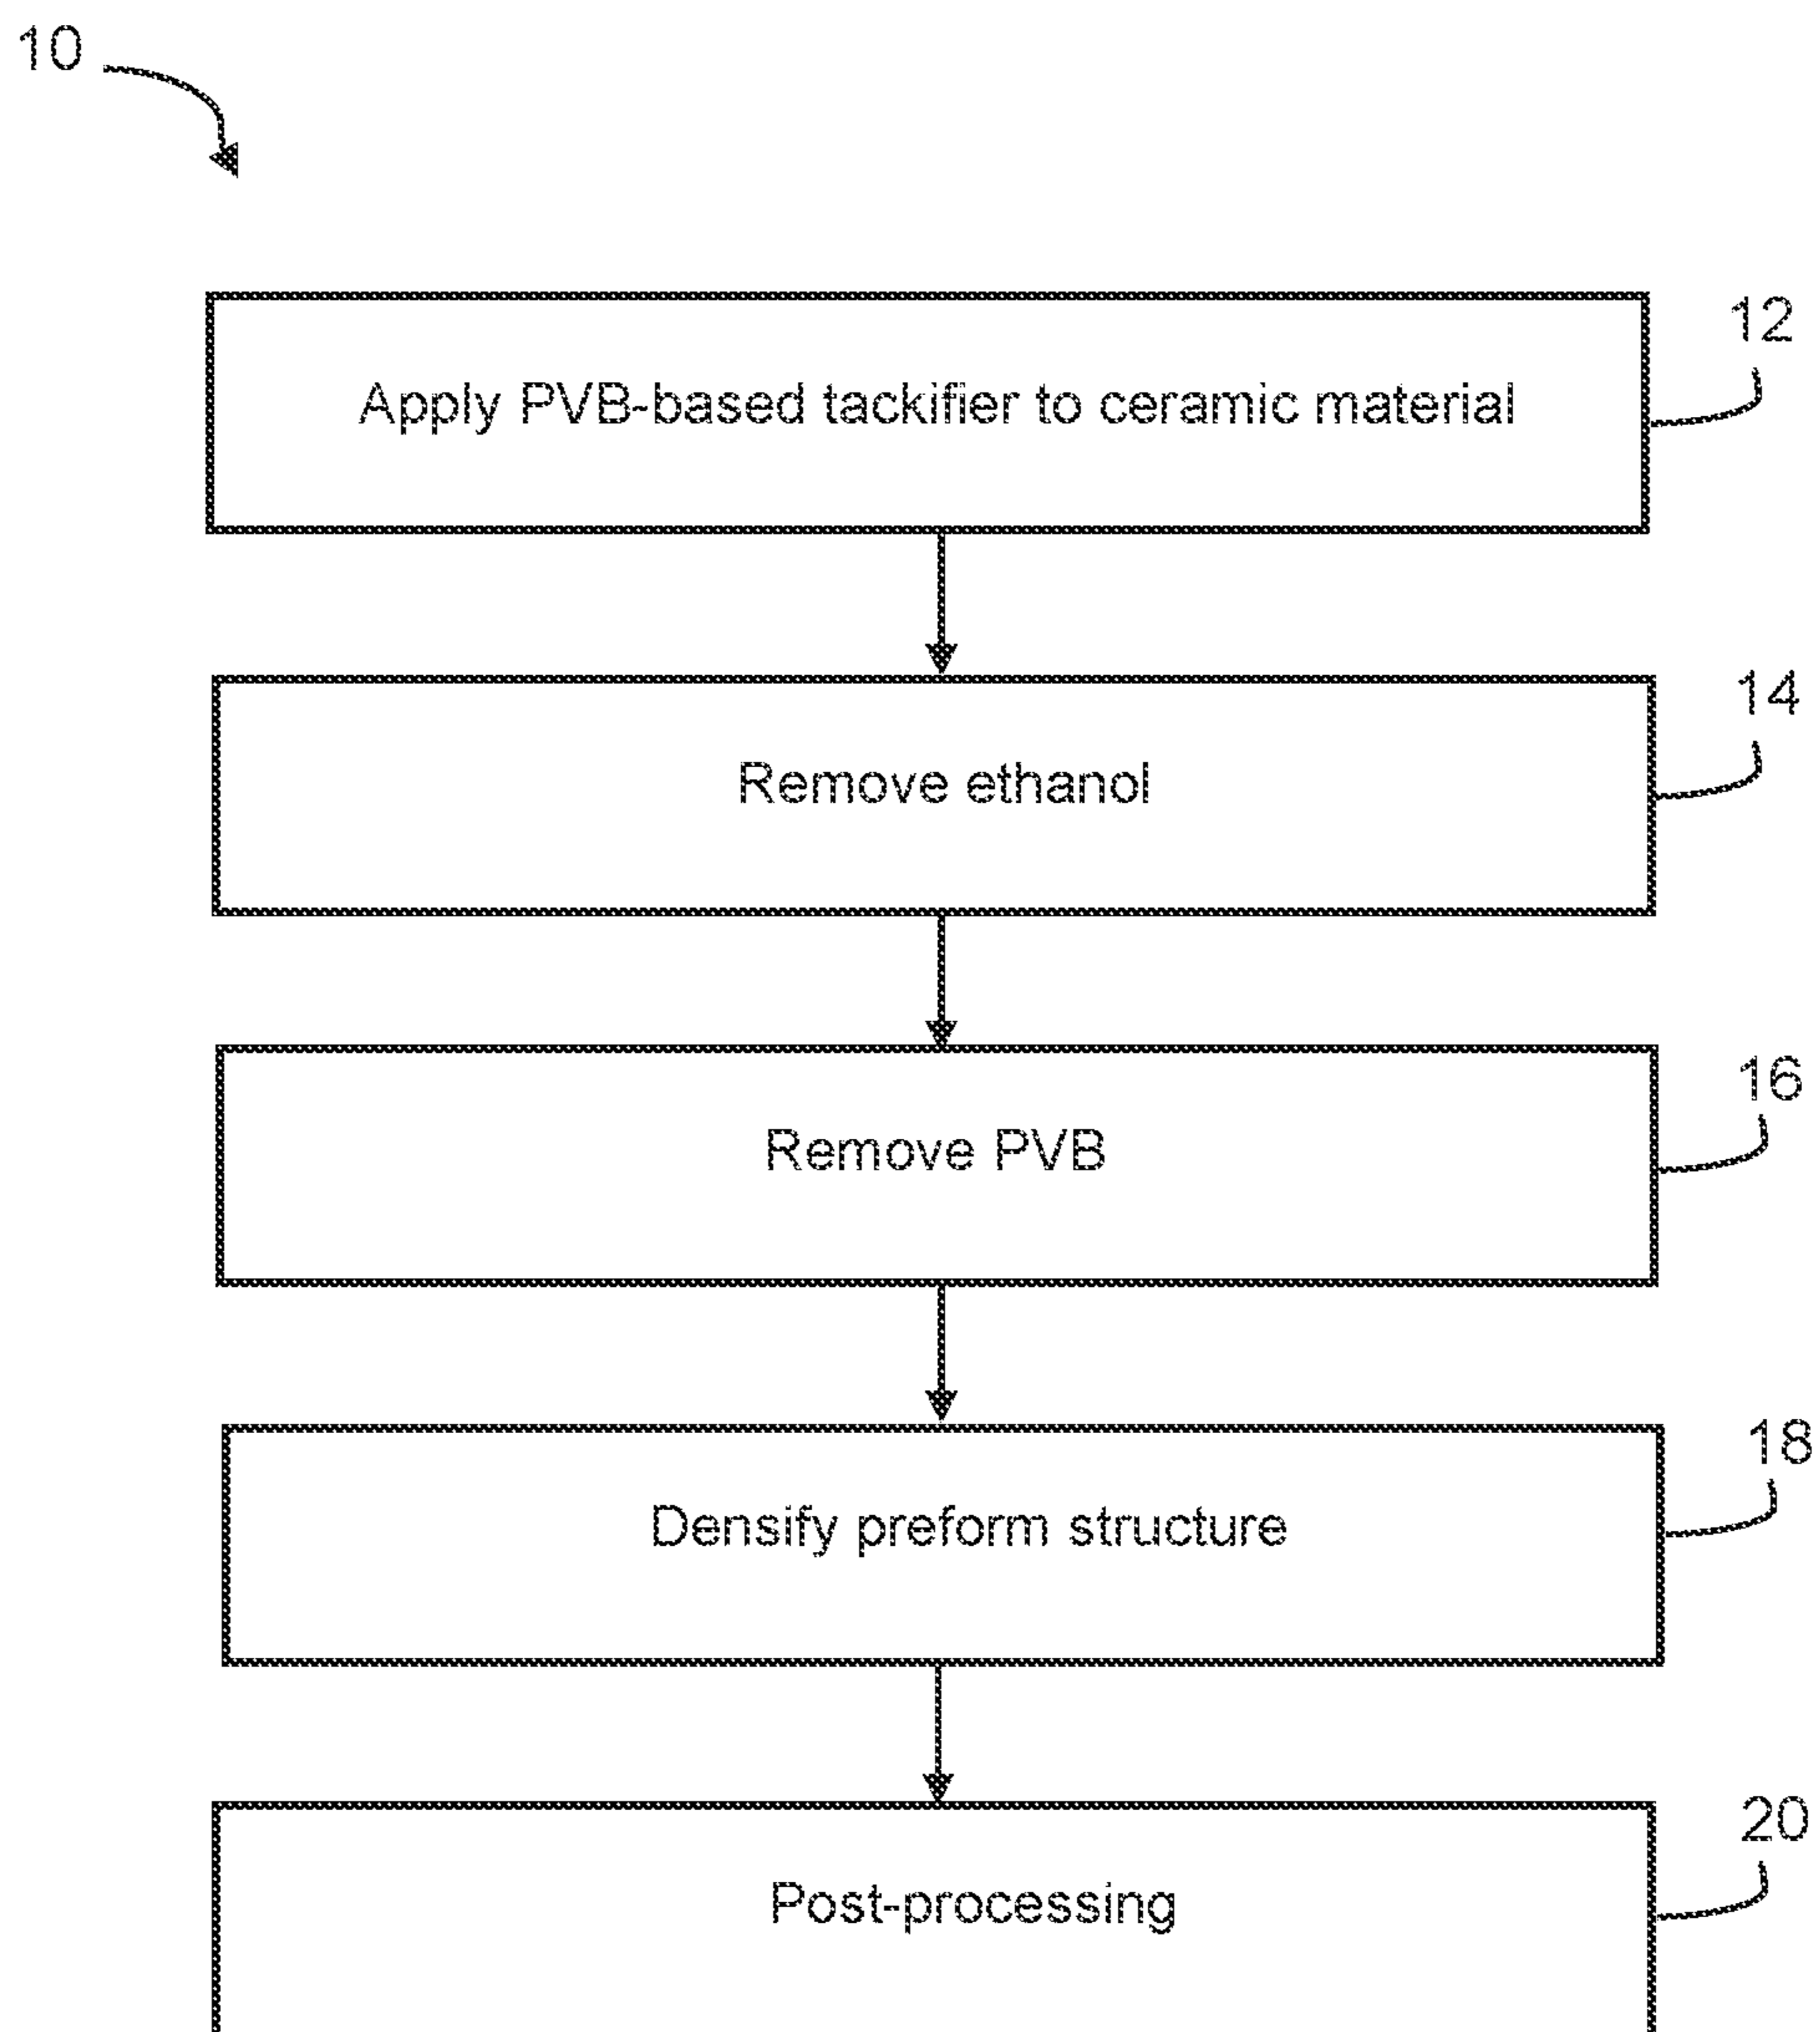 10
Apply PVB-based tackifier to ceramic material
12
Remove ethanol
14
Remove PVB
16
Densify preform structure
18
Post-processing
20